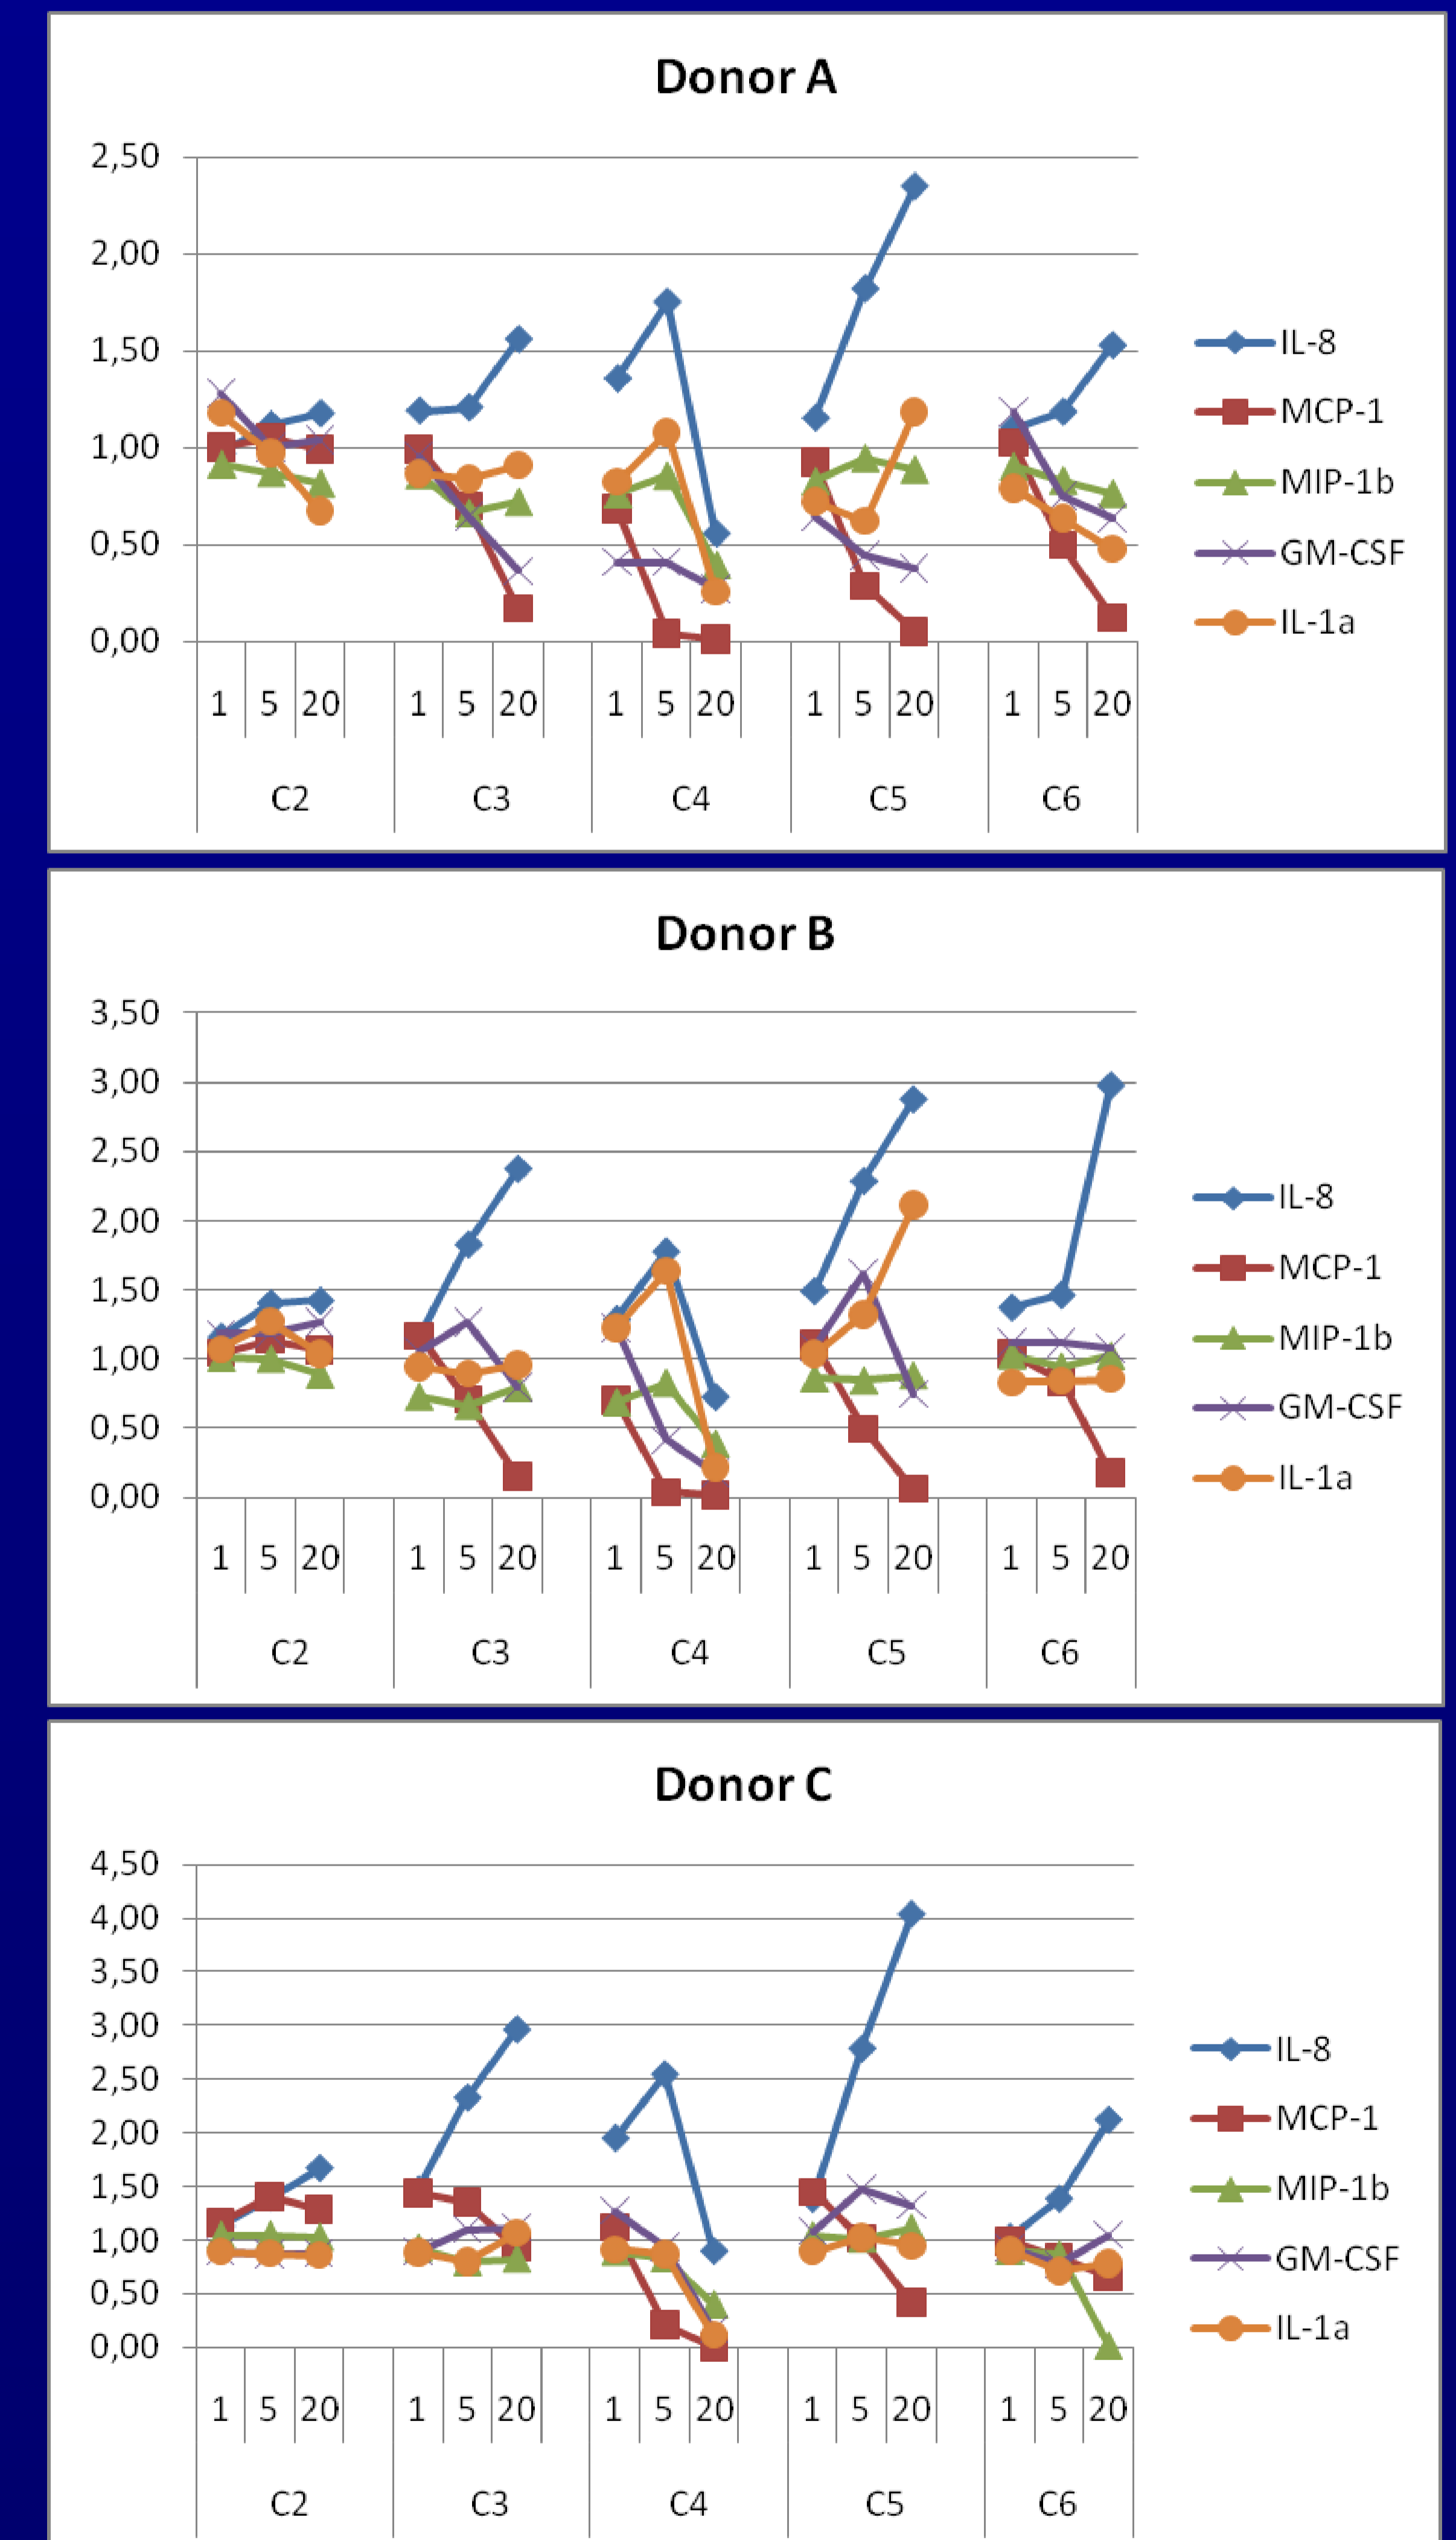 Donor A
2,50
2,00
1,50
1,00
0,50
0,00
IL-8
MCP-1
MIP-1b
GM-CSF
IL-1a
1 5 20 1 5 20 1 5 20 1 5 20 1 5 20
C2 C3 C4 C5 C6
Donor B
3,50
3,00
2,50
2,00
1,50
1,00
0,50
0,00
IL-8
MCP-1
MIP-1b
GM-CSF
IL-1a
1 5 20 1 5 20 1 5 20 1 5 20 1 5 20
C2 C3 C4 C5 C6
Donor C
4,50
4,00
3,50
3,00
2,50
2,00
1,50
1,00
0,50
0,00
IL-8
MCP-1
MIP-1b
GM-CSF
IL-1a
1 5 20 1 5 20 1 5 20 1 5 20 1 5 20
C2 C3 C4 C5 C6